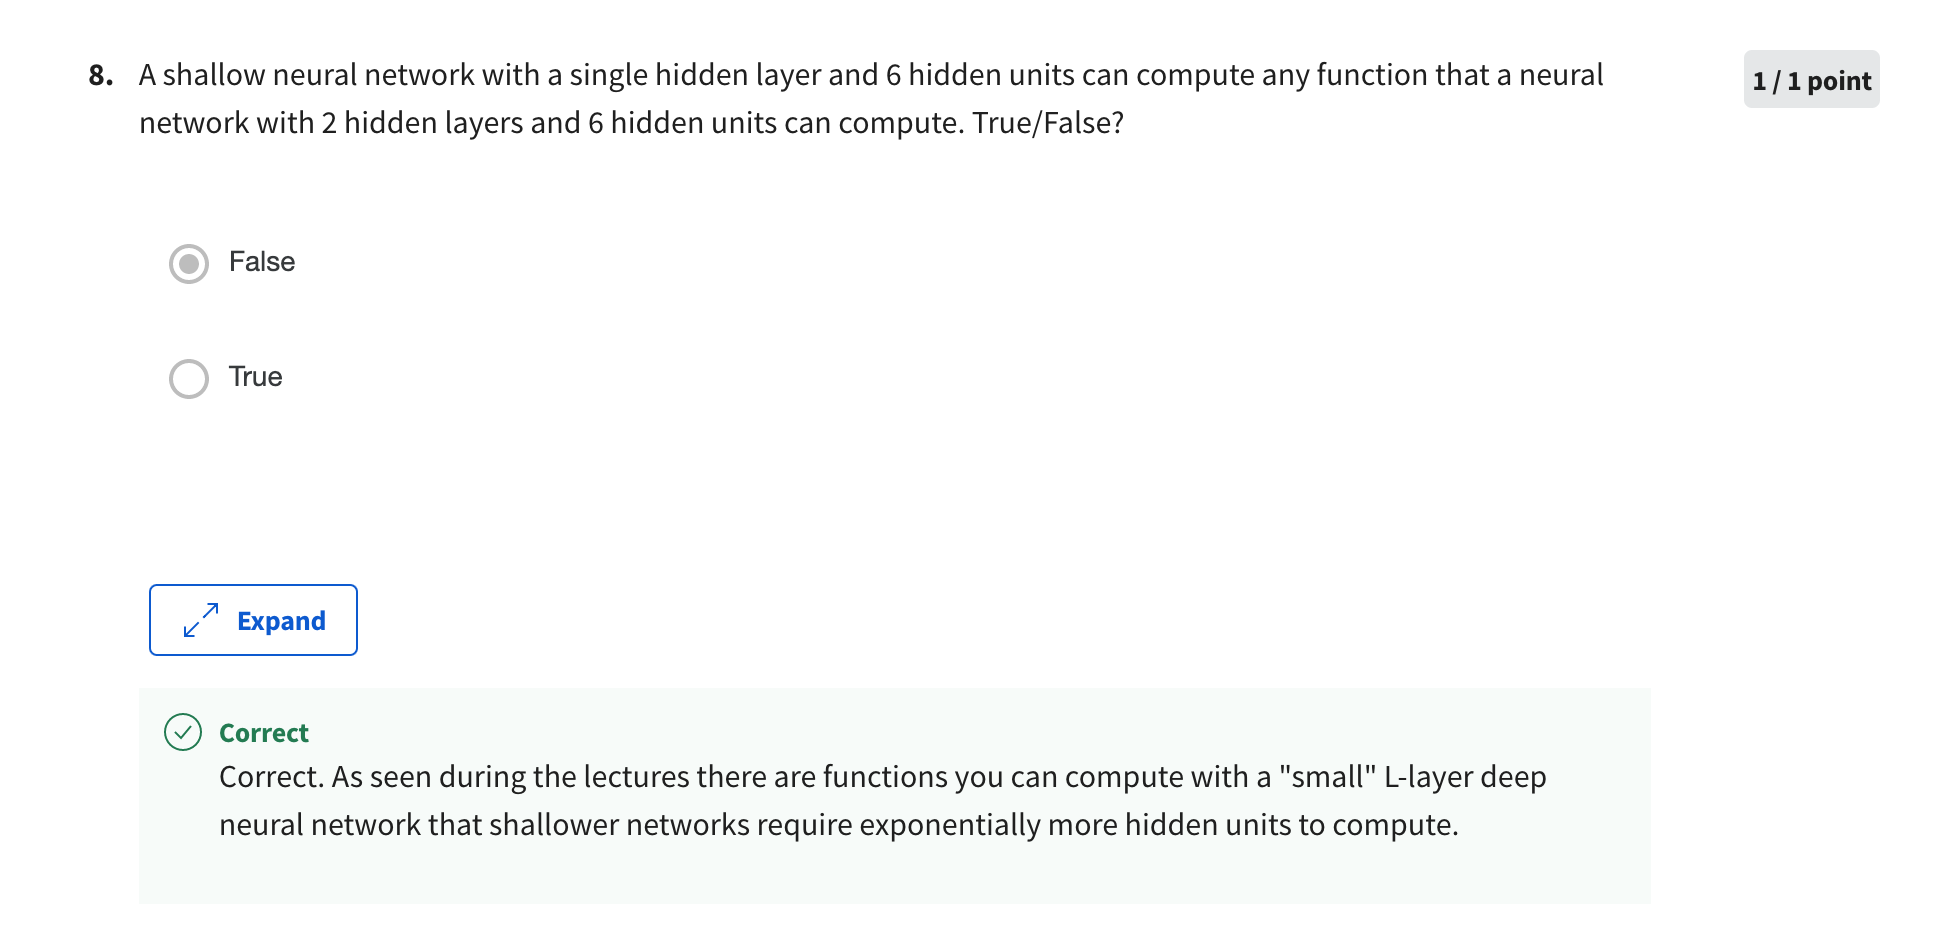 8. A shallow neural network with a single hidden layer and 6 hidden units can compute any function that a neural
1 / 1 point
network with 2 hidden layers and 6 hidden units can compute. True/False?
False
True
Expand
Correct
Correct. As seen during the lectures there are functions you can compute with a "small" L-layer deep
neural network that shallower networks require exponentially more hidden units to compute.